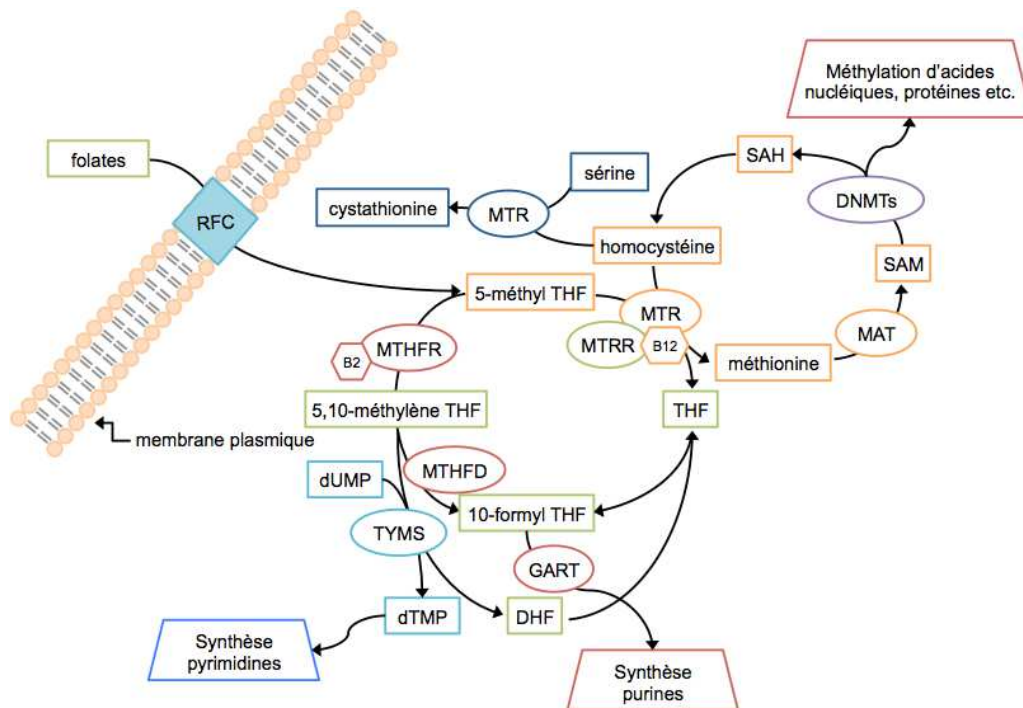 Méthylation d'acides
nucléiques, protéines etc.
folates
SAH
sérine
DNMTs
cystathionine
MTR
RFC
homocystéine
SAM
5-méthyl THF
MTR
MAT
MTHFR
MTRR
B12
B2
méthionine
5,10-méthylène THF
THF
membrane plasmique
MTHFD
dUMP
10-formyl THF
TYMS
GART
dTMP
DHF
Synthèse
pyrimidines
Synthèse
purines